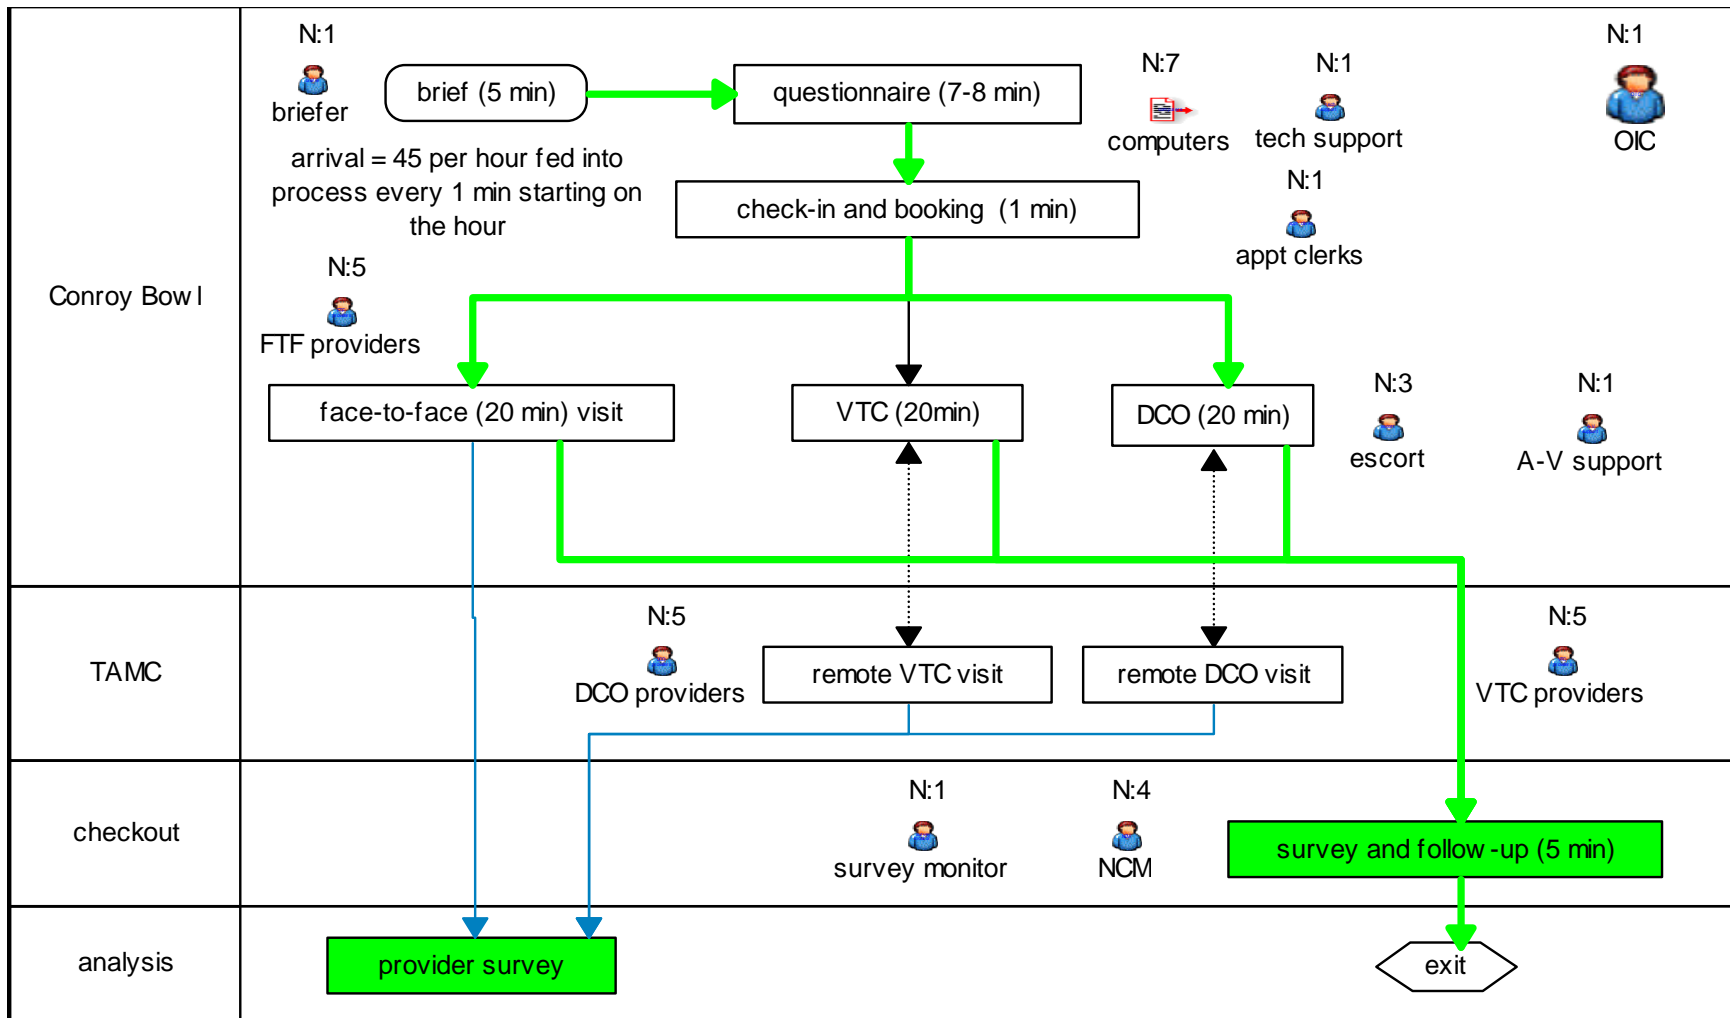 N:1
briefer
brief (5 min)
questionnaire (7-8 min)
N:7
computers
N:1
tech support
N:1
OIC
arrival = 45 per hour fed into
process every 1 min starting on
the hour
check-in and booking (1 min)
N:1
appt clerks
Conroy Bowl
N:5
FTF providers
face-to-face (20 min) visit
VTC (20min)
DCO (20 min)
N:3
escort
N:1
A-V support
TAMC
N:5
DCO providers
remote VTC visit
remote DCO visit
N:5
VTC providers
checkout
N:1
survey monitor
N:4
NCM
survey and follow-up (5 min)
analysis
provider survey
exit